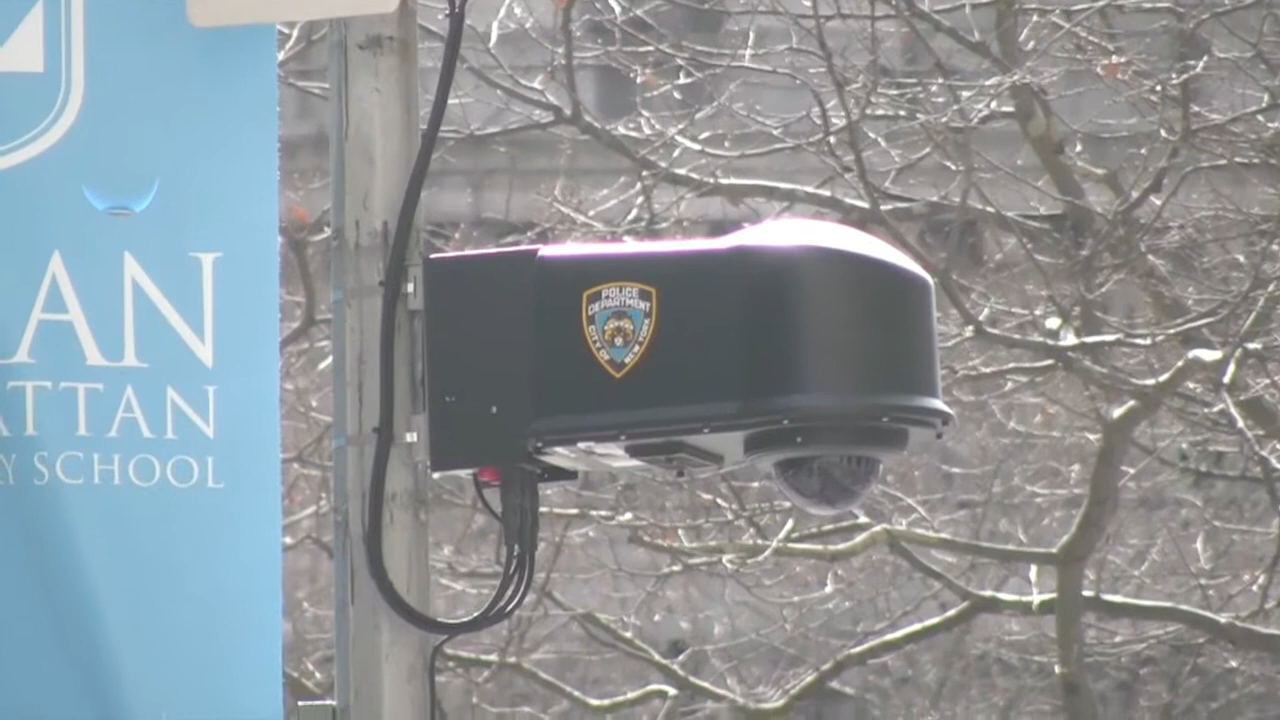 AN
ATTAN
Y SCHOOL
POLICE
DEPARTMENT
CITY OF
NEW YORK